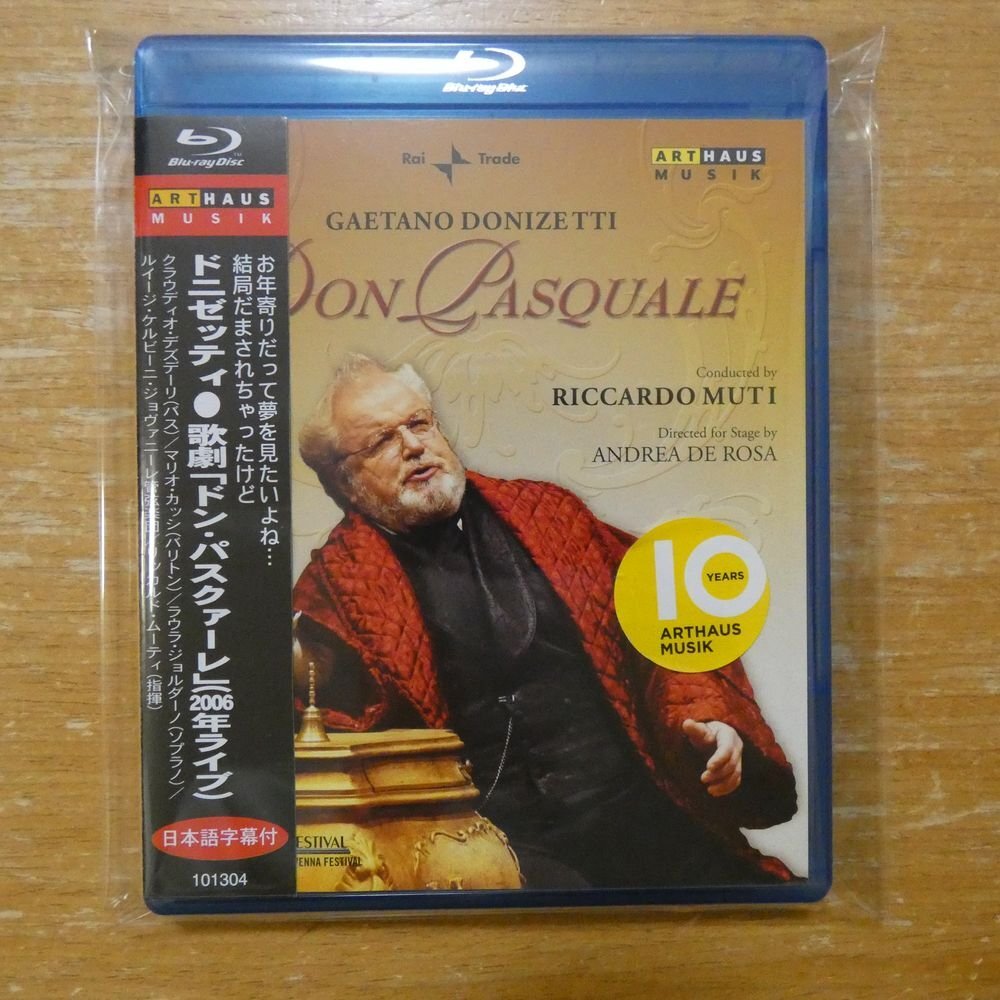 Blu-ray Disc
Blu-ray Disc
ARTHAUS
MUSIK
お年寄りだって夢を見たいよね…
結局だまされちゃったけど
ドニゼッティ●歌劇「ドン・パスクァーレ」(2006年ライブ)
クラウディオ・デズデーリ(バス)/マリオ・カッシ(バリトン)/ラウラ・ジョルダーノ(ソプラノ)/
ルイージ・ケルビーニ・ジョヴァニーレ管弦楽団/リッカルド・ムーティ(指揮)
日本語字幕付
101304
Rai Trade
ARTHAUS
MUSIK
GAETANO DONIZETTI
DON PASQUALE
Conducted by
RICCARDO MUTI
Directed for Stage by
ANDREA DE ROSA
10
YEARS
ARTHAUS
MUSIK
FESTIVAL
VENNA FESTIVAL